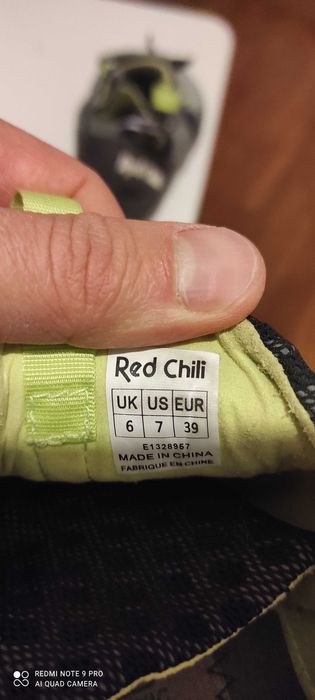 Red Chili
UK US EUR
6 7 39
E1328957
MADE IN CHINA
FABRIQUE EN CHINE
REDMI NOTE 9 PRO
AI QUAD CAMERA